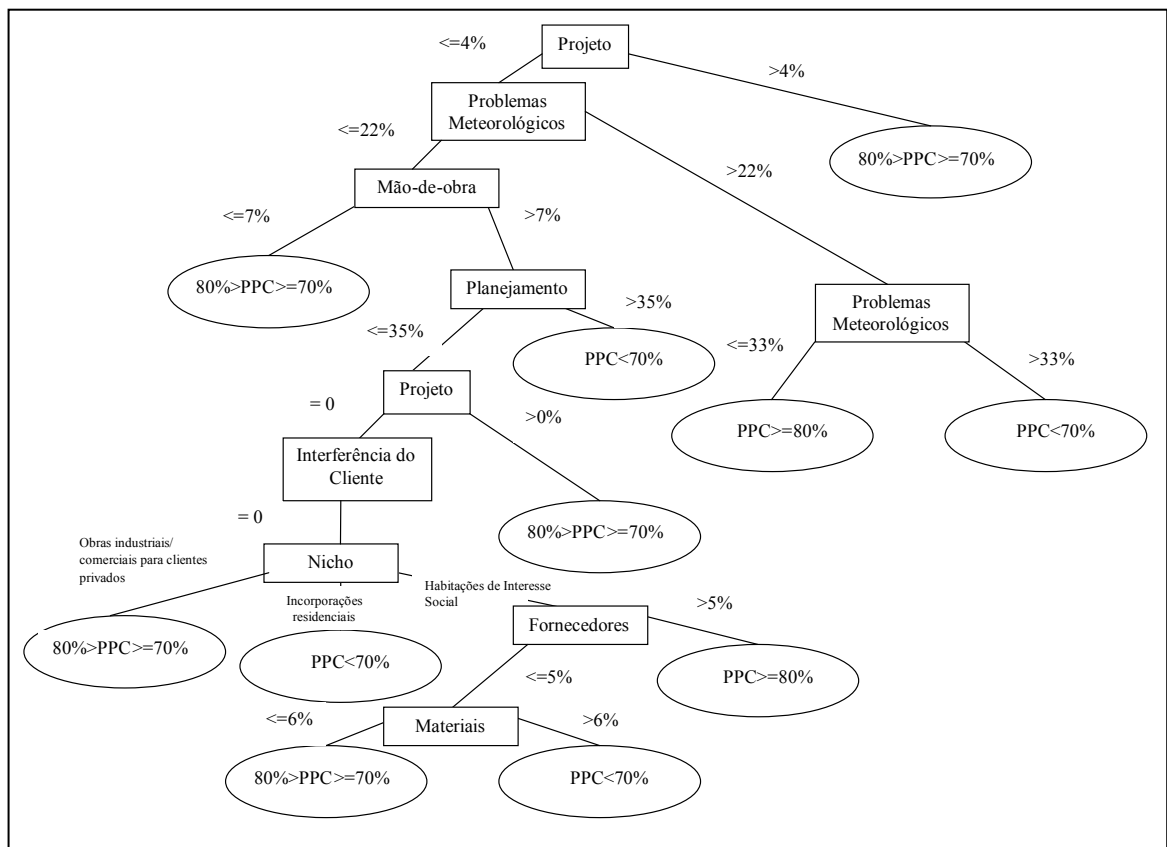 <=4%
Projeto
>4%
Problemas
Meteorológicos
<=22%
80%>PPC>=70%
>22%
Mão-de-obra
<=7%
>7%
80%>PPC>=70%
Planejamento
>35%
Problemas
Meteorológicos
<=35%
PPC<70%
<=33%
>33%
Projeto
= 0
>0%
PPC>=80%
PPC<70%
Interferência do
Cliente
= 0
80%>PPC>=70%
Obras industriais/
comerciais para clientes
privados
Nicho
Habitações de Interesse
Social
Incorporações
residenciais
>5%
Fornecedores
80%>PPC>=70%
PPC<70%
<=5%
PPC>=80%
<=6%
Materiais
>6%
80%>PPC>=70%
PPC<70%